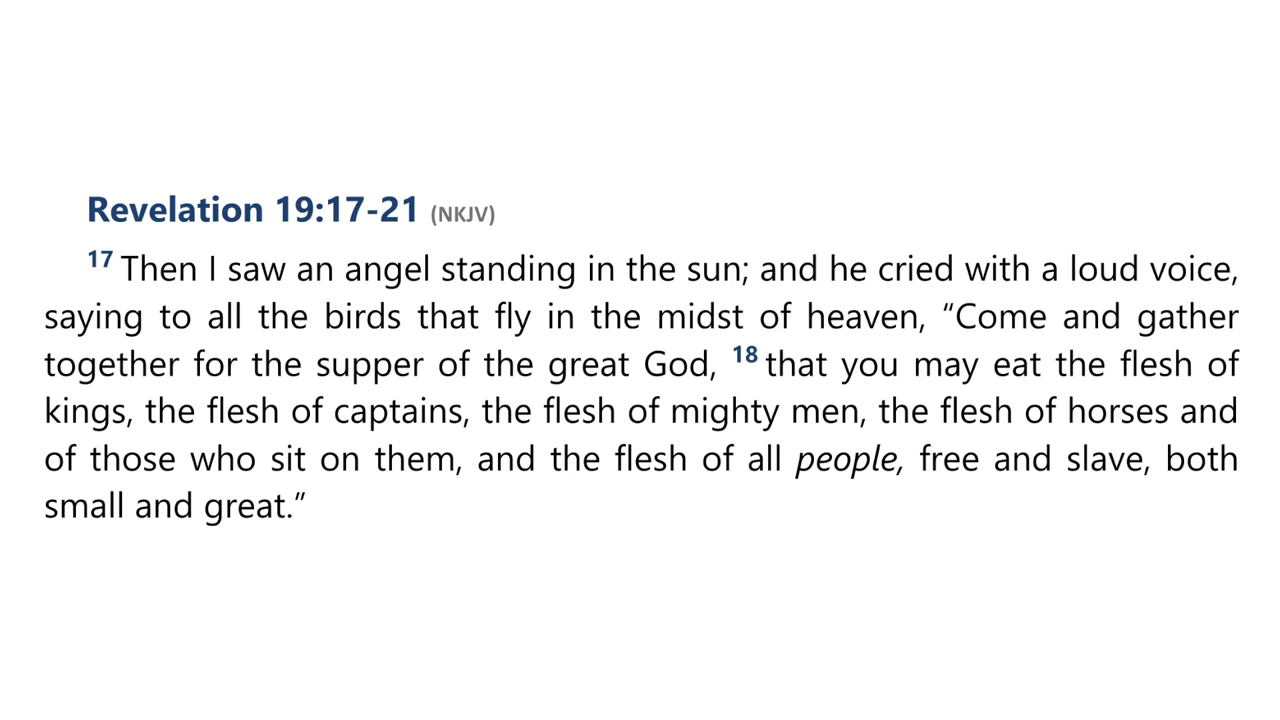 Revelation 19:17-21 (NKJV)
17 Then I saw an angel standing in the sun; and he cried with a loud voice,
saying to all the birds that fly in the midst of heaven, “Come and gather
together for the supper of the great God, 18 that you may eat the flesh of
kings, the flesh of captains, the flesh of mighty men, the flesh of horses and
of those who sit on them, and the flesh of all people, free and slave, both
small and great.”